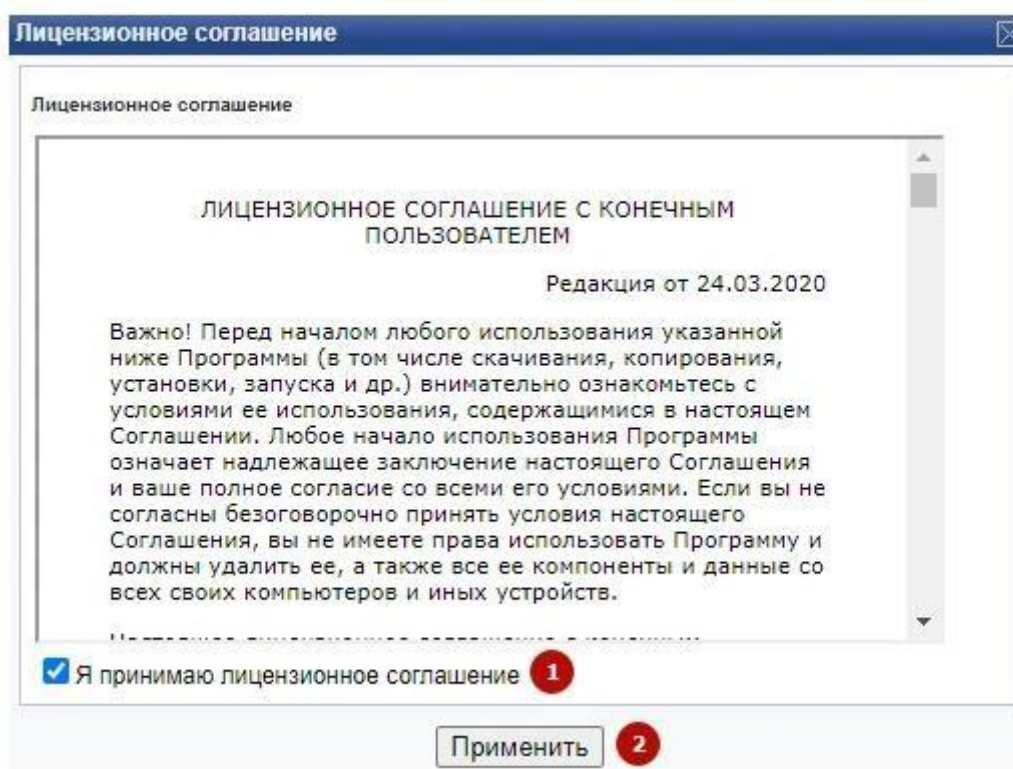 Лицензионное соглашение
Лицензионное соглашение
ЛИЦЕНЗИОННОЕ СОГЛАШЕНИЕ С КОНЕЧНЫМ
ПОЛЬЗОВАТЕЛЕМ
Редакция от 24.03.2020
Важно! Перед началом любого использования указанной
ниже Программы (в том числе скачивания, копирования,
установки, запуска и др.) внимательно ознакомьтесь с
условиями ее использования, содержащимися в настоящем
Соглашении. Любое начало использования Программы
означает надлежащее заключение настоящего Соглашения
и ваше полное согласие со всеми его условиями. Если вы не
согласны безоговорочно принять условия настоящего
Соглашения, вы не имеете права использовать Программу и
должны удалить ее, а также все ее компоненты и данные со
всех своих компьютеров и иных устройств.
Я принимаю лицензионное соглашение 1
Применить 2